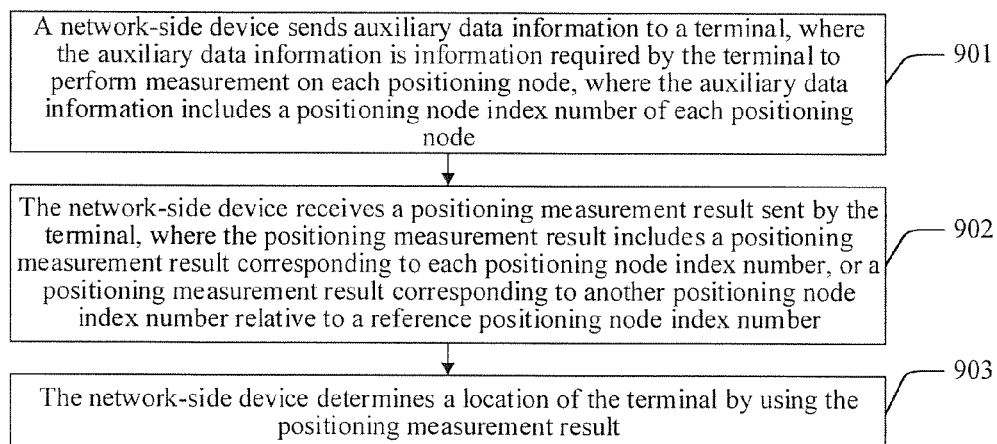 A network-side device sends auxiliary data information to a terminal, where
the auxiliary data information is information required by the terminal to
perform measurement on each positioning node, where the auxiliary data
information includes a positioning node index number of each positioning
node
901
The network-side device receives a positioning measurement result sent by the
terminal, where the positioning measurement result includes a positioning
measurement result corresponding to each positioning node index number, or a
positioning measurement result corresponding to another positioning node
index number relative to a reference positioning node index number
902
The network-side device determines a location of the terminal by using the
positioning measurement result
903